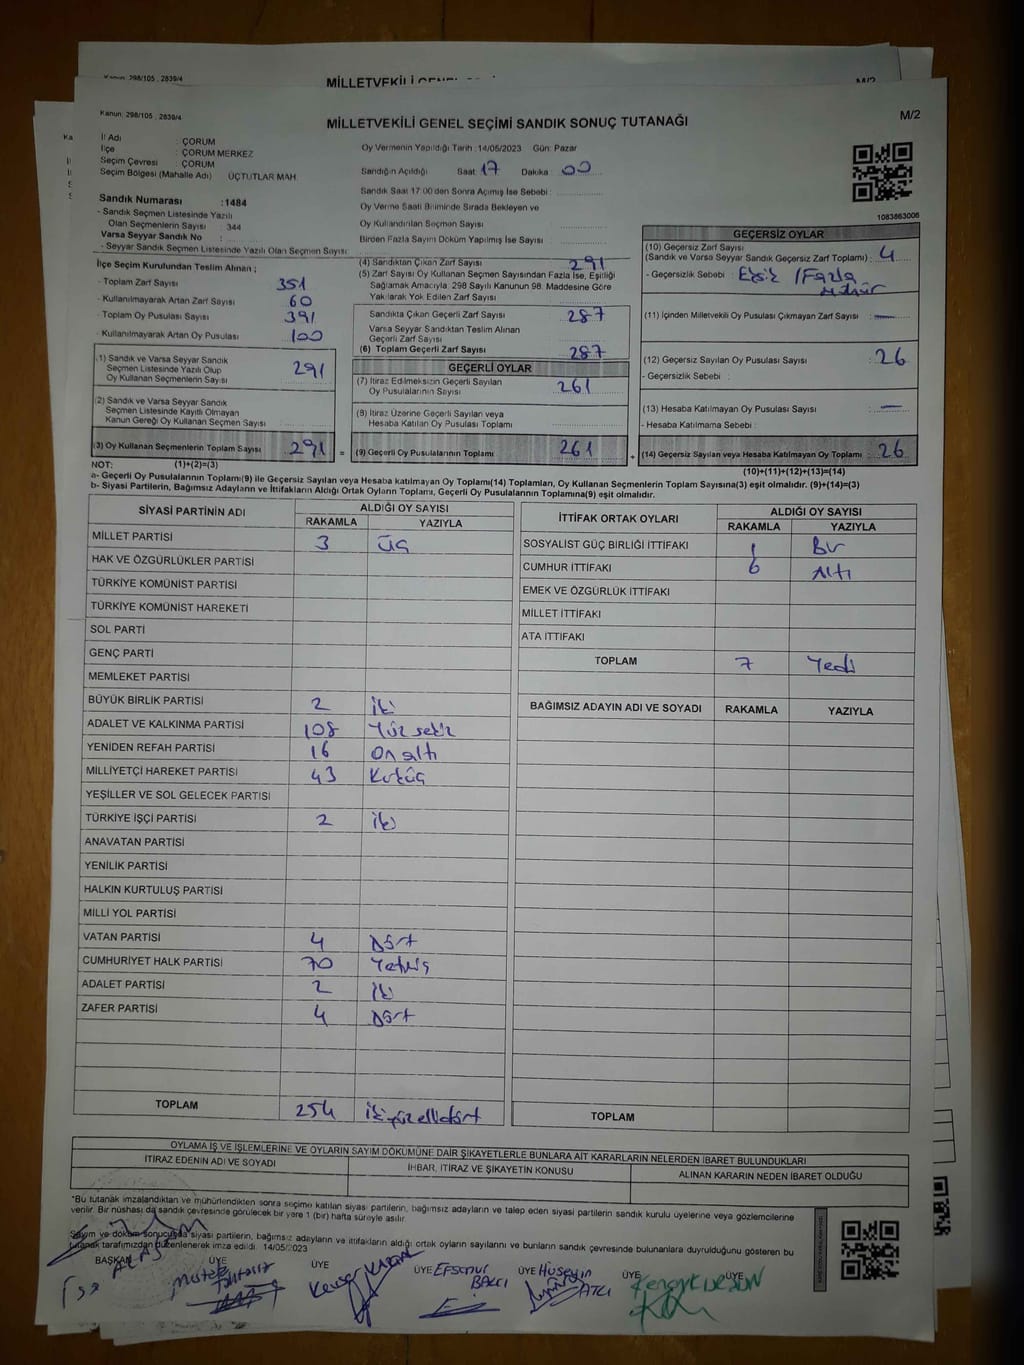 Kanun: 298/105 , 2839/4
MİLLETVEKİLİ GENEL SEÇİMİ SANDIK SONUÇ TUTANAĞI
M/2
İl Adı : ÇORUM
İlçe : ÇORUM MERKEZ
Seçim Çevresi : ÇORUM
Seçim Bölgesi (Mahalle Adı) ÜÇTUTLAR MAH
Sandık Numarası :1484
- Sandık Seçmen Listesinde Yazılı
Olan Seçmenlerin Sayısı : 344
Varsa Seyyar Sandık No :
- Seyyar Sandık Seçmen Listesinde Yazılı Olan Seçmen Sayısı:
Oy Vermenin Yapıldığı Tarih :14/05/2023 Gün: Pazar
Sandığın Açıldığı Saat: 17 Dakika 00
Sandık Saat 17:00'den Sonra Açılmış İse Sebebi :
Oy Verme Saati Bitiminde Sırada Bekleyen ve
Oy Kullandırılan Seçmen Sayısı :
Birden Fazla Sayım Döküm Yapılmış İse Sayısı :
1083863006
İlçe Seçim Kurulundan Teslim Alınan ;
- Toplam Zarf Sayısı : 351
- Kullanılmayarak Artan Zarf Sayısı : 60
- Toplam Oy Pusulası Sayısı : 391
- Kullanılmayarak Artan Oy Pusulası : 100
(1) Sandık ve Varsa Seyyar Sandık
Seçmen Listesinde Yazılı Olup
Oy Kullanan Seçmenlerin Sayısı : 291
(2) Sandık ve Varsa Seyyar Sandık
Seçmen Listesinde Kayıtlı Olmayan
Kanun Gereği Oy Kullanan Seçmen Sayısı :
(3) Oy Kullanan Seçmenlerin Toplam Sayısı : 291
(4) Sandıktan Çıkan Zarf Sayısı : 291
(5) Zarf Sayısı Oy Kullanan Seçmen Sayısından Fazla İse, Eşitliği
Sağlamak Amacıyla 298 Sayılı Kanunun 98. Maddesine Göre
Yakılarak Yok Edilen Zarf Sayısı :
Sandıkta Çıkan Geçerli Zarf Sayısı : 287
Varsa Seyyar Sandıktan Teslim Alınan
Geçerli Zarf Sayısı :
(6) Toplam Geçerli Zarf Sayısı : 287
GEÇERLİ OYLAR
(7) İtiraz Edilmeksizin Geçerli Sayılan
Oy Pusulalarının Sayısı : 261
(8) İtiraz Üzerine Geçerli Sayılan veya
Hesaba Katılan Oy Pusulası Toplamı :
= (9) Geçerli Oy Pusulalarının Toplamı : 261
GEÇERSİZ OYLAR
(10) Geçersiz Zarf Sayısı
(Sandık ve Varsa Seyyar Sandık Geçersiz Zarf Toplamı) : 4
- Geçersizlik Sebebi : / Fazla
(11) İçinden Milletvekili Oy Pusulası Çıkmayan Zarf Sayısı : —
(12) Geçersiz Sayılan Oy Pusulası Sayısı : 26
- Geçersizlik Sebebi :
(13) Hesaba Katılmayan Oy Pusulası Sayısı : —
- Hesaba Katılmama Sebebi :
+ (14) Geçersiz Sayılan veya Hesaba Katılmayan Oy Toplamı : 26
NOT: (1)+(2)=(3)
(10)+(11)+(12)+(13)=(14)
a- Geçerli Oy Pusulalarının Toplamı(9) ile Geçersiz Sayılan veya Hesaba Katılmayan Oy Toplamı(14) Toplamları, Oy Kullanan Seçmenlerin Toplam Sayısına(3) eşit olmalıdır. (9)+(14)=(3)
b- Siyasi Partilerin, Bağımsız Adayların ve İttifakların Aldığı Ortak Oyların Toplamı, Geçerli Oy Pusulalarının Toplamına(9) eşit olmalıdır.
SİYASİ PARTİNİN ADI ALDIĞI OY SAYISI
RAKAMLA YAZIYLA
MİLLET PARTİSİ 3 üç
HAK VE ÖZGÜRLÜKLER PARTİSİ
TÜRKİYE KOMÜNİST PARTİSİ
TÜRKİYE KOMÜNİST HAREKETİ
SOL PARTİ
GENÇ PARTİ
MEMLEKET PARTİSİ
BÜYÜK BİRLİK PARTİSİ 2 iki
ADALET VE KALKINMA PARTİSİ 108 Yüz sekiz
YENİDEN REFAH PARTİSİ 16 On altı
MİLLİYETÇİ HAREKET PARTİSİ 43 Kırküç
YEŞİLLER VE SOL GELECEK PARTİSİ
TÜRKİYE İŞÇİ PARTİSİ 2 iki
ANAVATAN PARTİSİ
YENİLİK PARTİSİ
HALKIN KURTULUŞ PARTİSİ
MİLLİ YOL PARTİSİ
VATAN PARTİSİ 4 Dört
CUMHURİYET HALK PARTİSİ 70 Yetmiş
ADALET PARTİSİ 2 iki
ZAFER PARTİSİ 4 Dört
TOPLAM 254 ikiyüzellidört
İTTİFAK ORTAK OYLARI ALDIĞI OY SAYISI
RAKAMLA YAZIYLA
SOSYALİST GÜÇ BİRLİĞİ İTTİFAKI 1 Bir
CUMHUR İTTİFAKI 6 Altı
EMEK VE ÖZGÜRLÜK İTTİFAKI
MİLLET İTTİFAKI
ATA İTTİFAKI
TOPLAM 7 Yedi
BAĞIMSIZ ADAYIN ADI VE SOYADI RAKAMLA YAZIYLA
TOPLAM
OYLAMA İŞ VE İŞLEMLERİNE VE OYLARIN SAYIM DÖKÜMÜNE DAİR ŞİKAYETLERLE BUNLARA AİT KARARLARIN NELERDEN İBARET BULUNDUKLARI
İTİRAZ EDENİN ADI VE SOYADI İHBAR, İTİRAZ VE ŞİKAYETİN KONUSU ALINAN KARARIN NEDEN İBARET OLDUĞU
"Bu tutanak imzalandıktan ve mühürlendikten sonra seçime katılan siyasi partilerin, bağımsız adayların ve talep eden siyasi partilerin sandık kurulu üyelerine veya gözlemcilerine
verilir. Bir nüshası da sandık çevresinde görülecek bir yere 1 (bir) hafta süreyle asılır.
Sayım ve döküm sonucunda siyasi partilerin, bağımsız adayların ve ittifakların aldığı ortak oyların sayılarını ve bunların sandık çevresinde bulunanlara duyrulduğunu gösteren bu
tutanak tarafımızdan düzenlenerek imza edildi. 14/05/2023
BAŞKAN ÜYE ÜYE ÜYE ÜYE ÜYE ÜYE
Mustafa
EFSONUR BALCI
Hüseyin ATCI